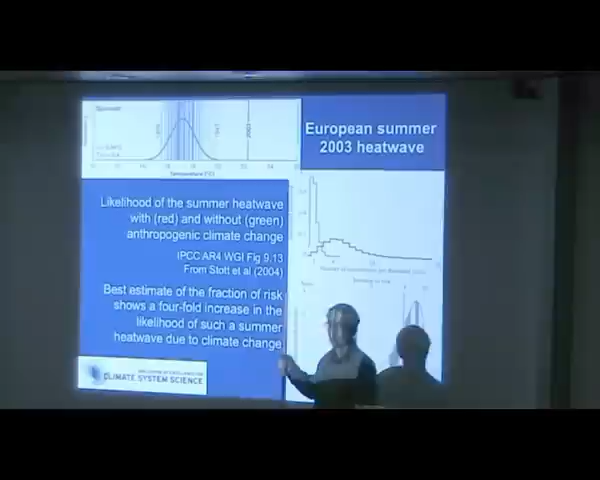 European summer
2003 heatwave
Temperature (°C)
Likelihood of the summer heatwave
with (red) and without (green)
anthropogenic climate change
IPCC AR4 WGI Fig 9.13
From Stott et al (2004)
Best estimate of the fraction of risk
shows a four-fold increase in the
likelihood of such a summer
heatwave due to climate change
CLIMATE SYSTEM SCIENCE